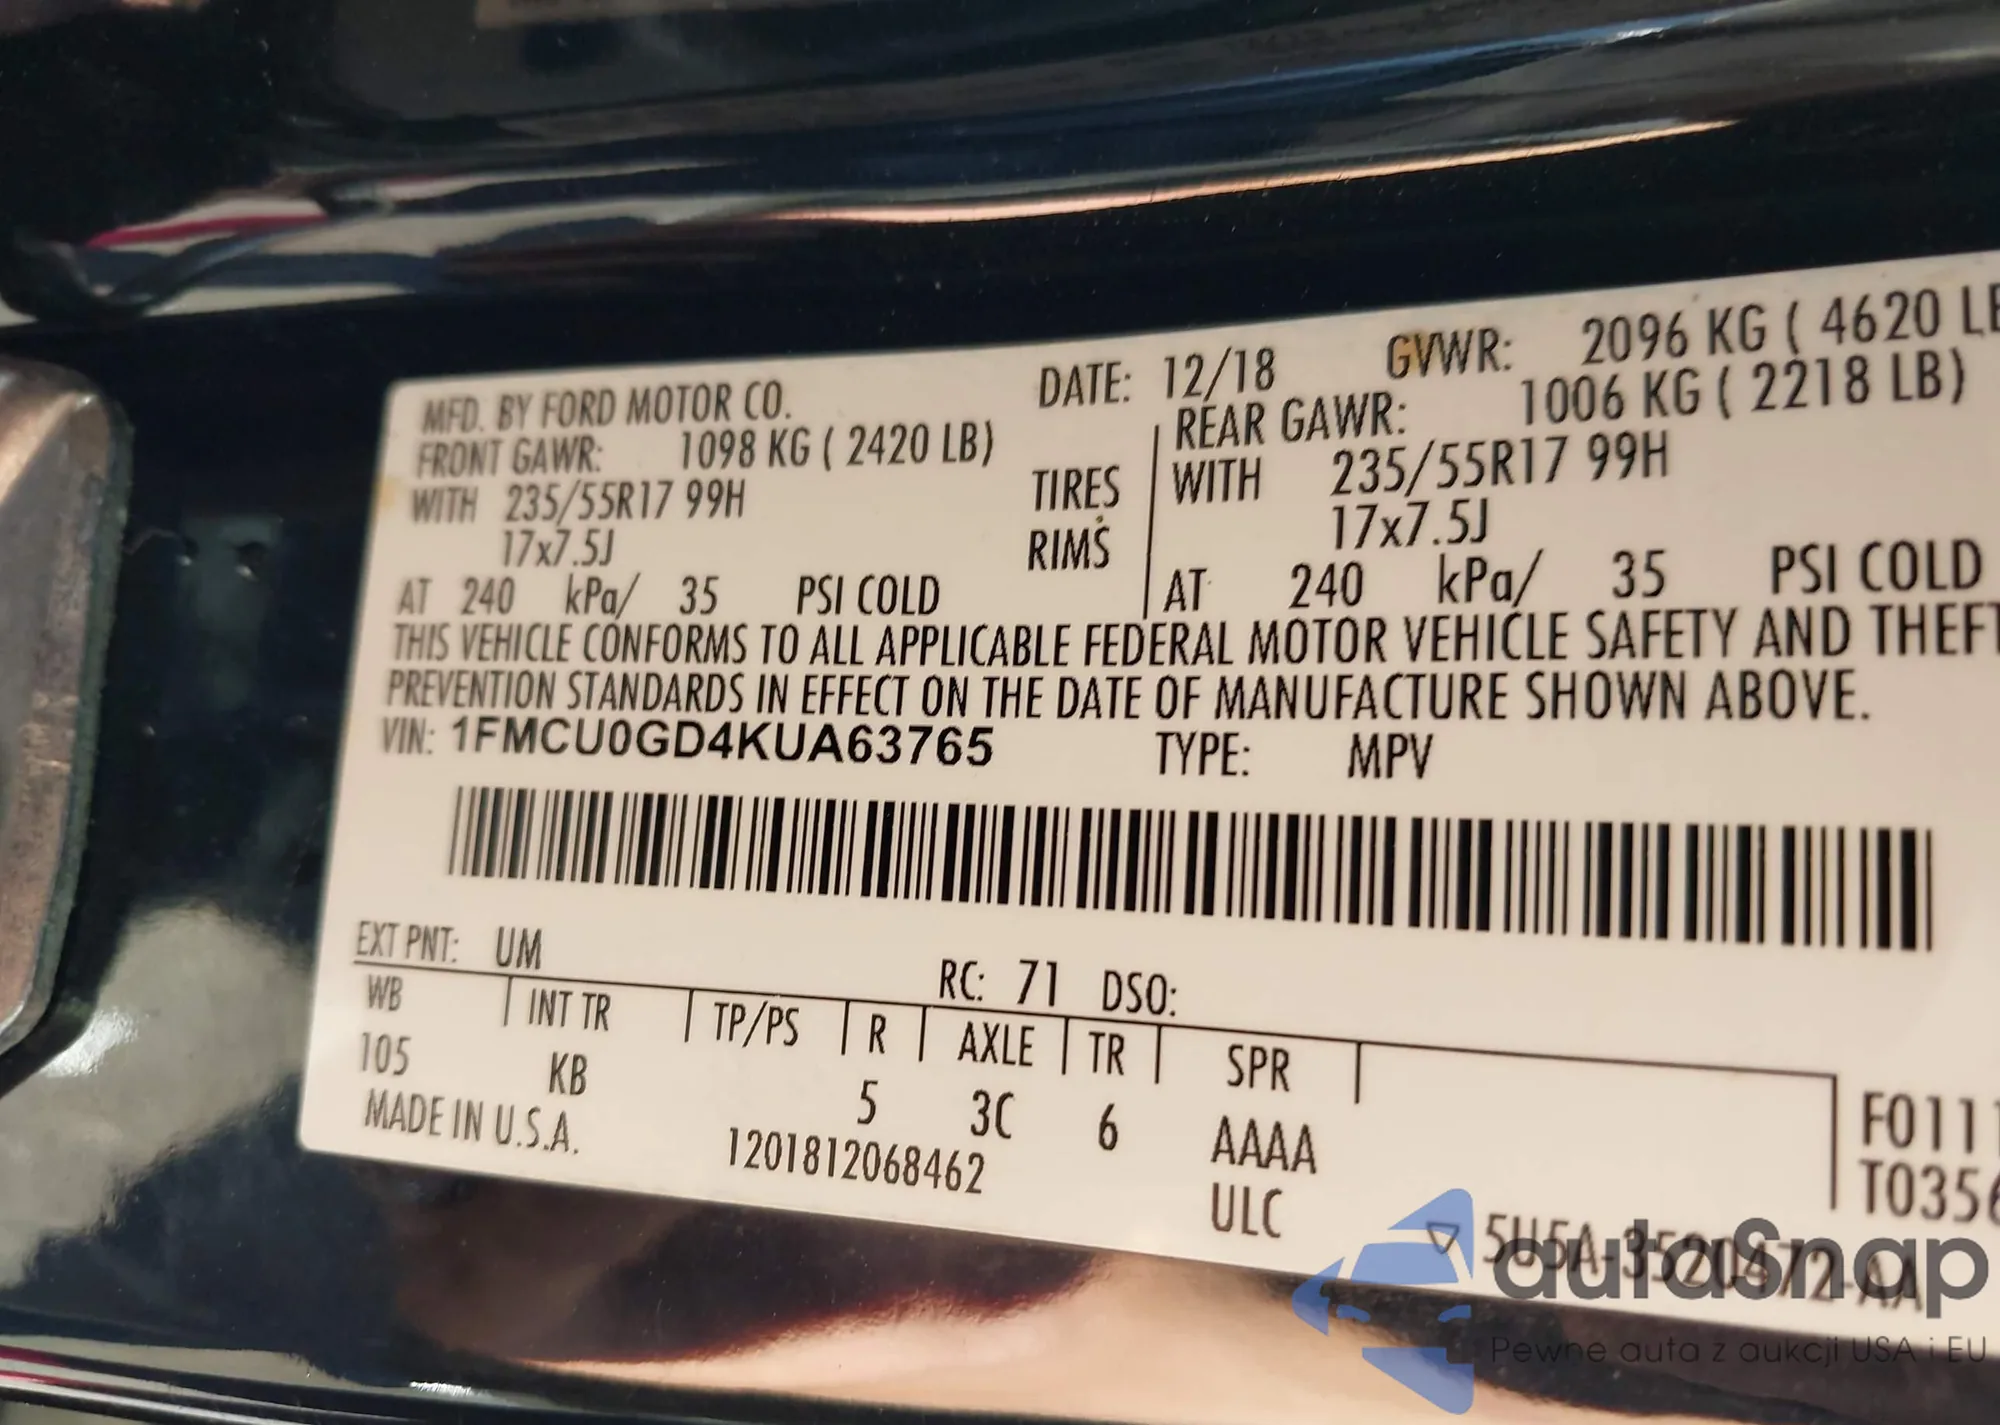 MFD. BY FORD MOTOR CO. DATE: 12/18 GVWR: 2096 KG ( 4620 LB
FRONT GAWR: 1098 KG ( 2420 LB) REAR GAWR: 1006 KG ( 2218 LB)
WITH 235/55R17 99H TIRES WITH 235/55R17 99H
17x7.5J RIMS 17x7.5J
AT 240 kPa/ 35 PSI COLD AT 240 kPa/ 35 PSI COLD
THIS VEHICLE CONFORMS TO ALL APPLICABLE FEDERAL MOTOR VEHICLE SAFETY AND THEFT
PREVENTION STANDARDS IN EFFECT ON THE DATE OF MANUFACTURE SHOWN ABOVE.
VIN: 1FMCU0GD4KUA63765 TYPE: MPV
EXT PNT: UM RC: 71 DSO:
WB INT TR TP/PS R AXLE TR SPR
105 KB 5 3C 6 AAAA F0111
MADE IN U.S.A. 1201812068462 ULC T0356
5U5A-3520472-AA
autoSnap
Pewne auta z aukcji USA i EU